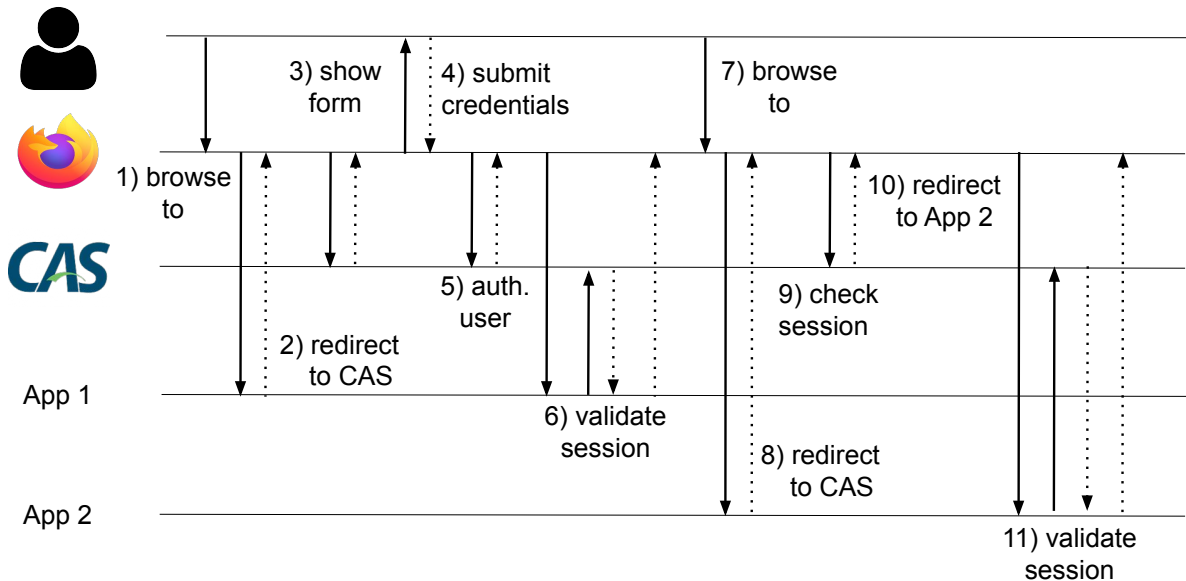 3) show
form
4) submit
credentials
7) browse
to
1) browse
to
10) redirect
to App 2
CAS
5) auth.
user
9) check
session
2) redirect
to CAS
App 1
6) validate
session
8) redirect
to CAS
App 2
11) validate
session